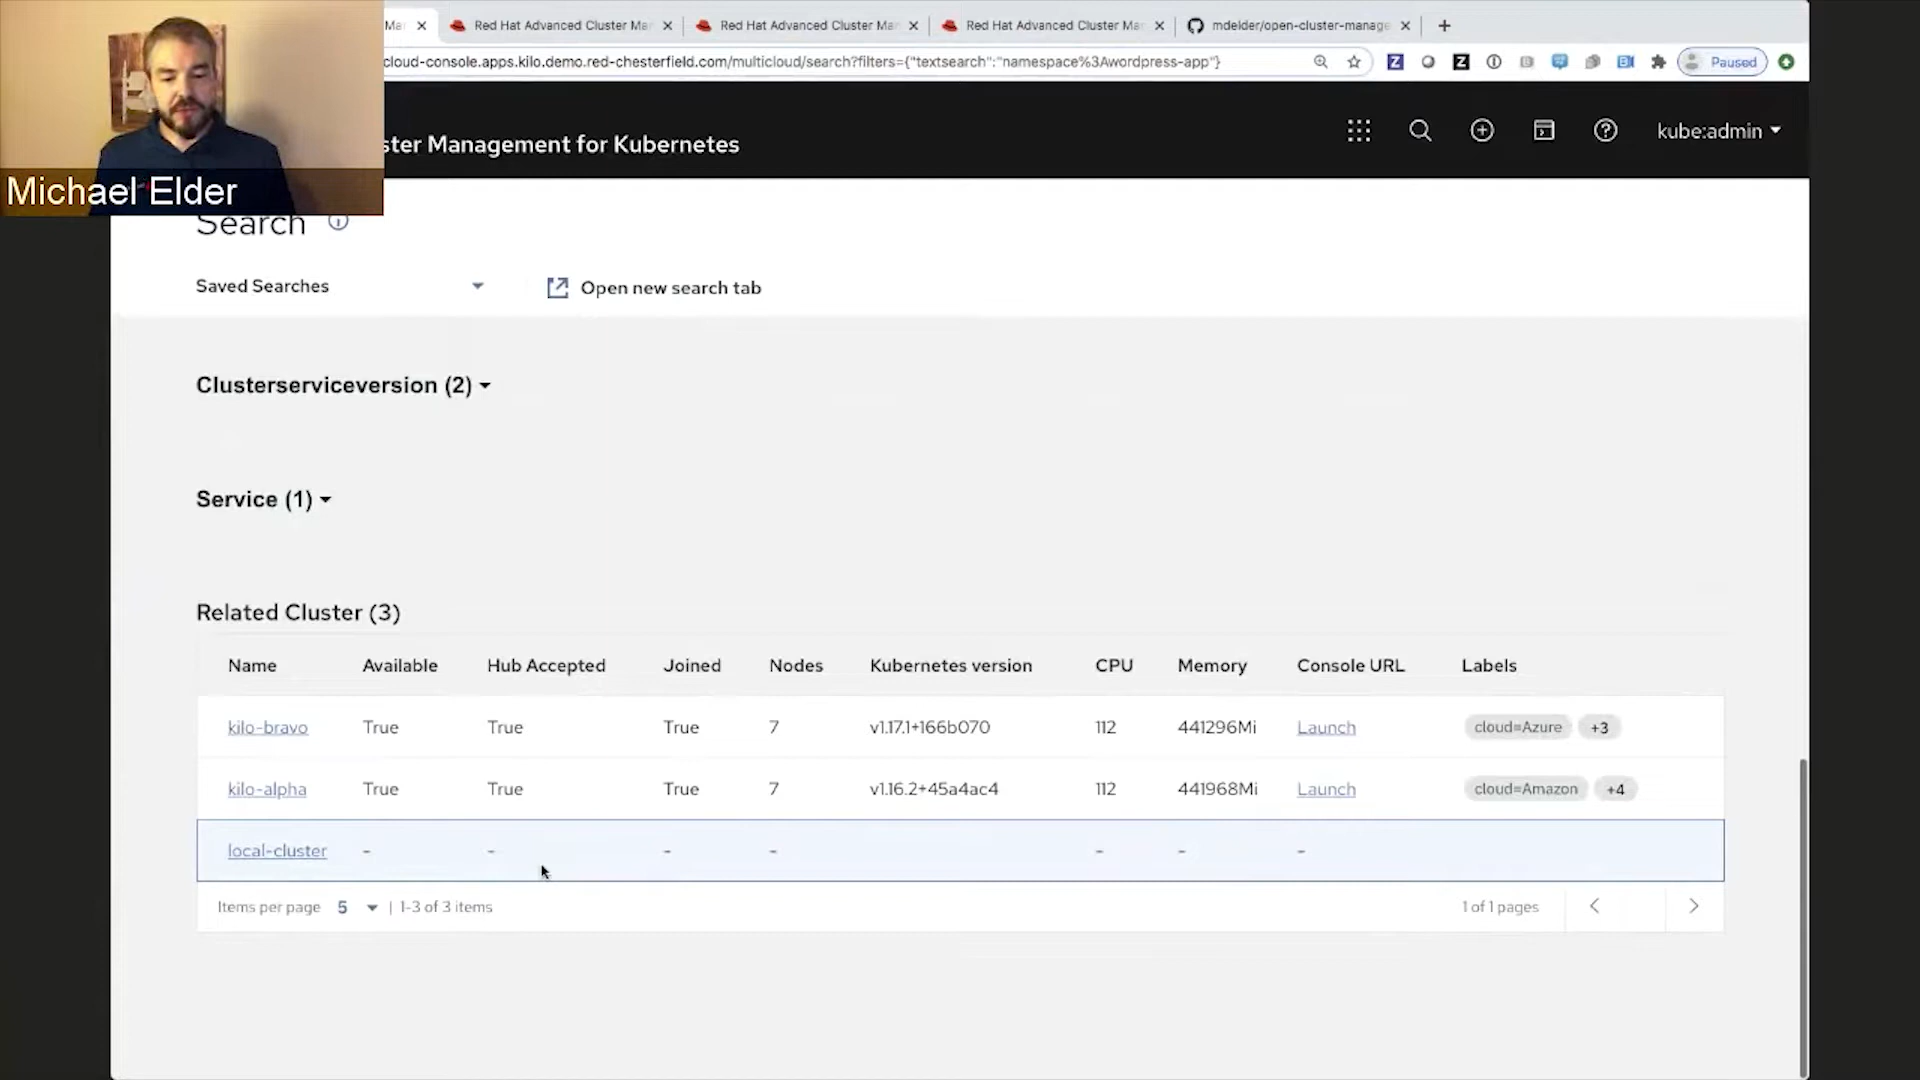 Mar
Red Hat Advanced Cluster Mar
Red Hat Advanced Cluster Mar
Red Hat Advanced Cluster Mar
mdelder/open-cluster-manage
cloud-console.apps.kilo.demo.red-chesterfield.com/multicloud/search?filters={"textsearch":"namespace%3Awordpress-app"}
Paused
ster Management for Kubernetes
kube:admin
Michael Elder
Search
Saved Searches
Open new search tab
Clusterserviceversion (2)
Service (1)
Related Cluster (3)
Name Available Hub Accepted Joined Nodes Kubernetes version CPU Memory Console URL Labels
kilo-bravo True True True 7 v1.17.1+166b070 112 441296Mi Launch cloud=Azure +3
kilo-alpha True True True 7 v1.16.2+45a4ac4 112 441968Mi Launch cloud=Amazon +4
local-cluster - - - - - - -
Items per page 5 | 1-3 of 3 items 1 of 1 pages